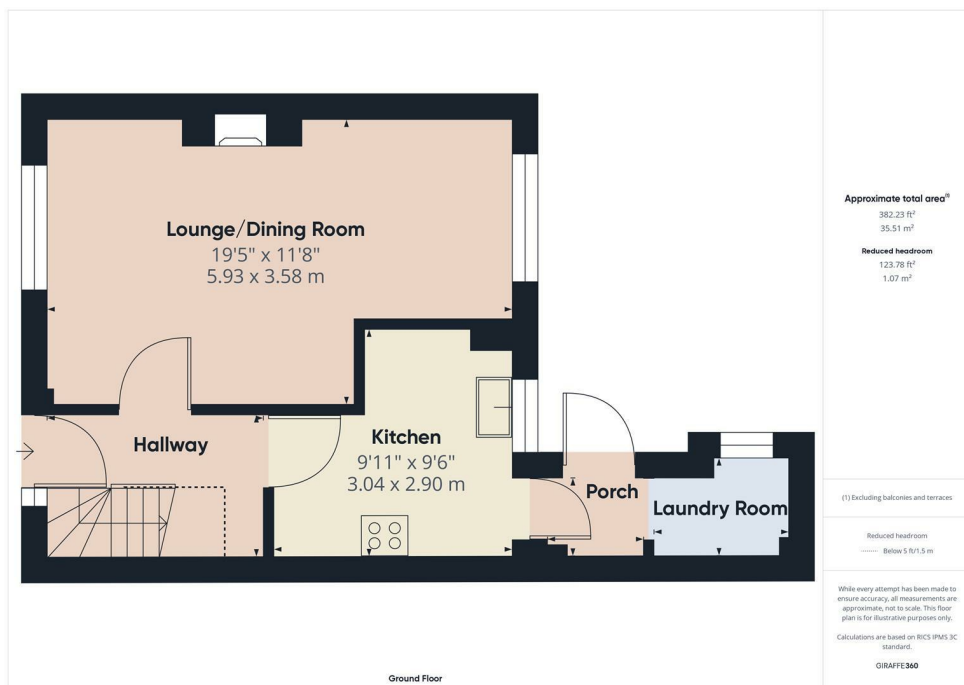 Lounge/Dining Room
19'5" x 11'8"
5.93 x 3.58 m
Hallway
Kitchen
9'11" x 9'6"
3.04 x 2.90 m
Porch
Laundry Room
Ground Floor
Approximate total area(1)
382.23 ft²
35.51 m²
Reduced headroom
123.78 ft²
1.07 m²
(1) Excluding balconies and terraces
Reduced headroom
Below 5 ft/1.5 m
While every attempt has been made to
ensure accuracy, all measurements are
approximate, not to scale. This floor
plan is for illustrative purposes only.
Calculations are based on RICS IPMS 3C
standard.
GIRAFFE360